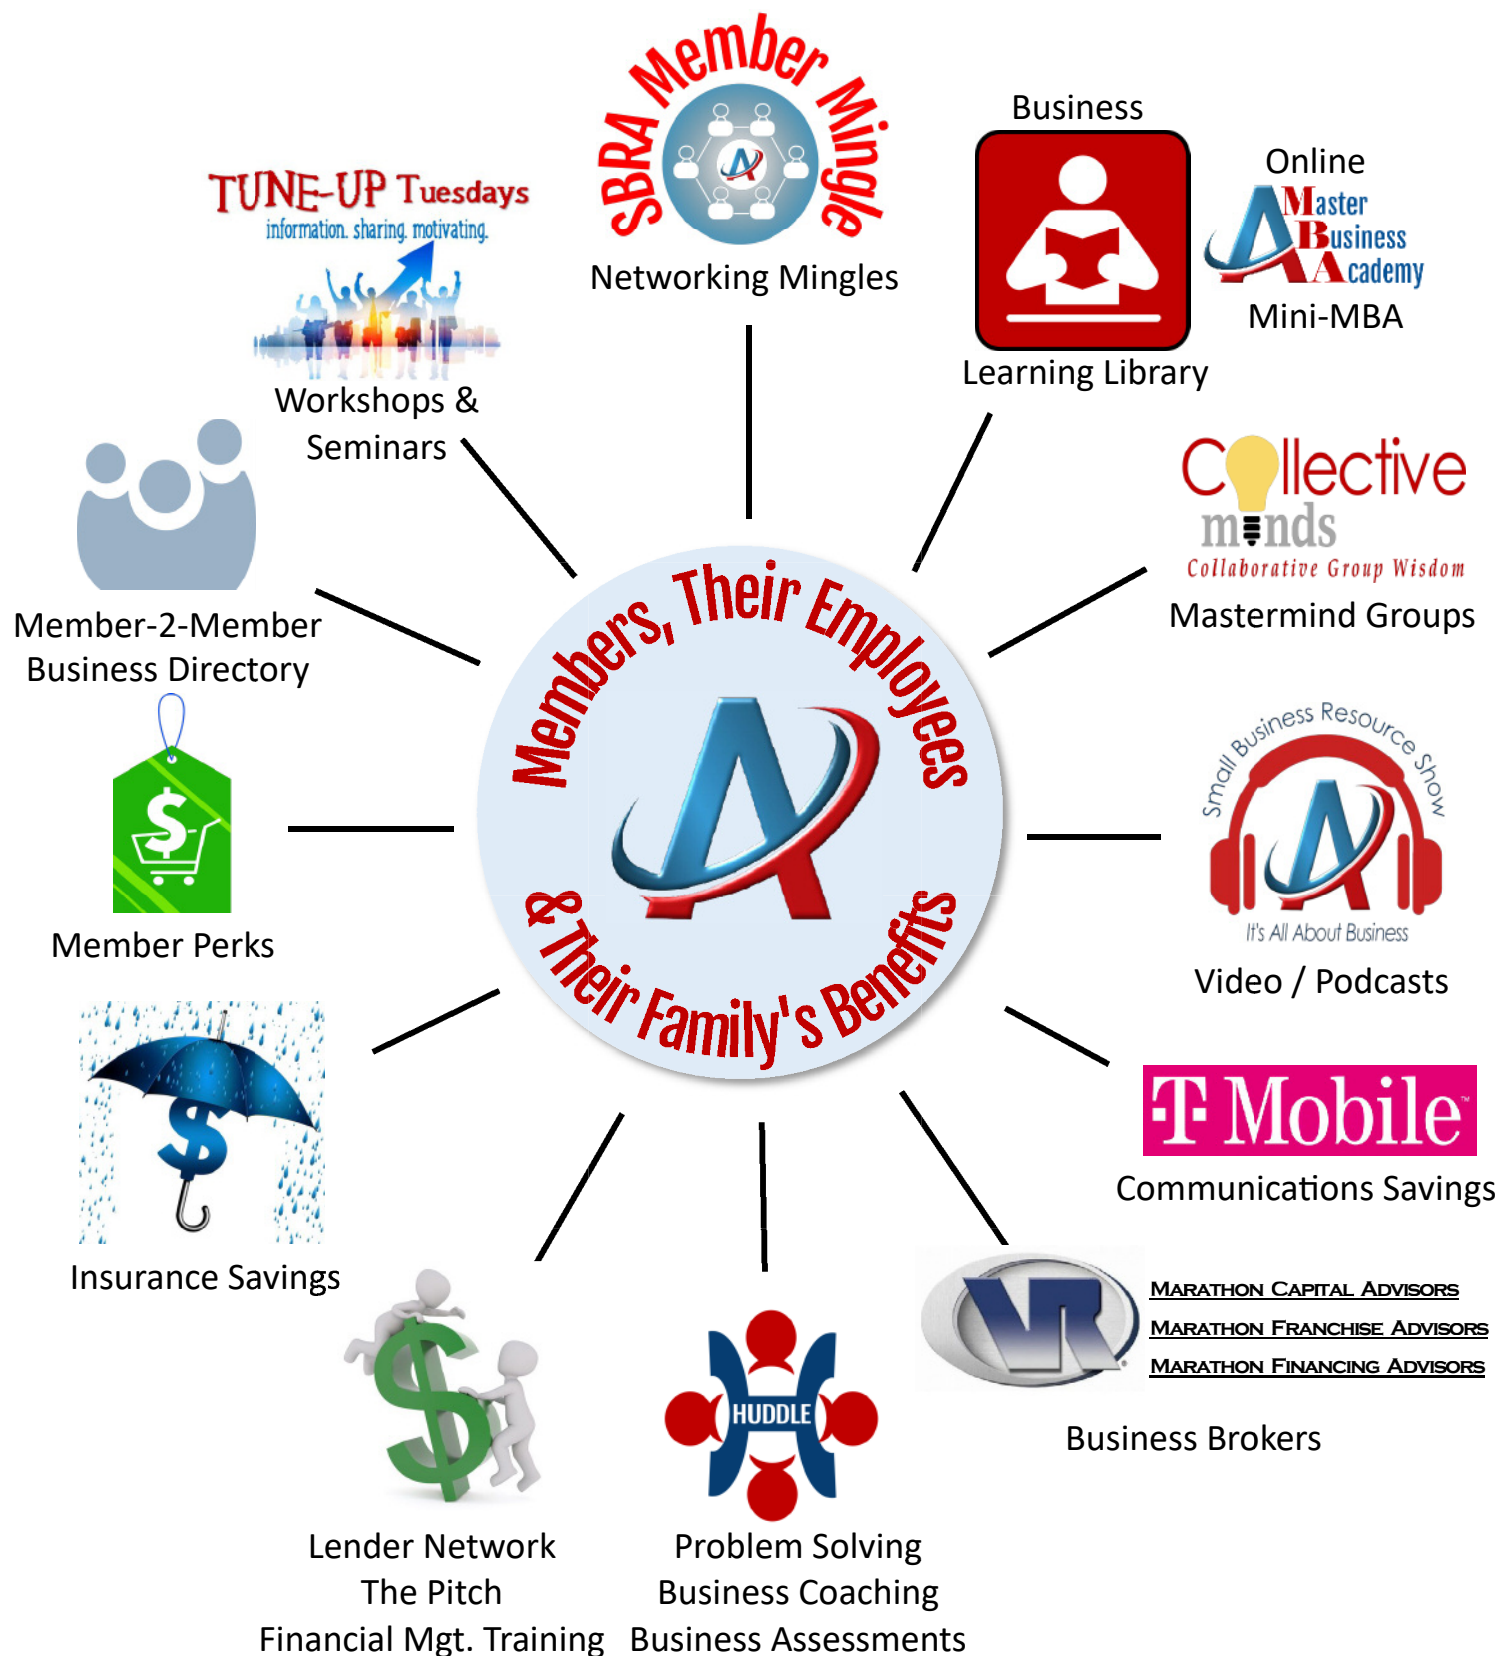 SBRA Member Mingle
Networking Mingles
Business
Learning Library
Online
Master
Business
Academy
Mini-MBA
TUNE-UP Tuesdays
information. sharing. motivating.
Workshops &
Seminars
Collective
minds
Collaborative Group Wisdom
Mastermind Groups
Member-2-Member
Business Directory
Members, Their Employees
& Their Family's Benefits
Small Business Resource Show
It's All About Business
Video / Podcasts
$
Member Perks
T Mobile™
Communications Savings
$
Insurance Savings
VR
MARATHON CAPITAL ADVISORS
MARATHON FRANCHISE ADVISORS
MARATHON FINANCING ADVISORS
Business Brokers
$
Lender Network
The Pitch
Financial Mgt. Training
HUDDLE
Problem Solving
Business Coaching
Business Assessments